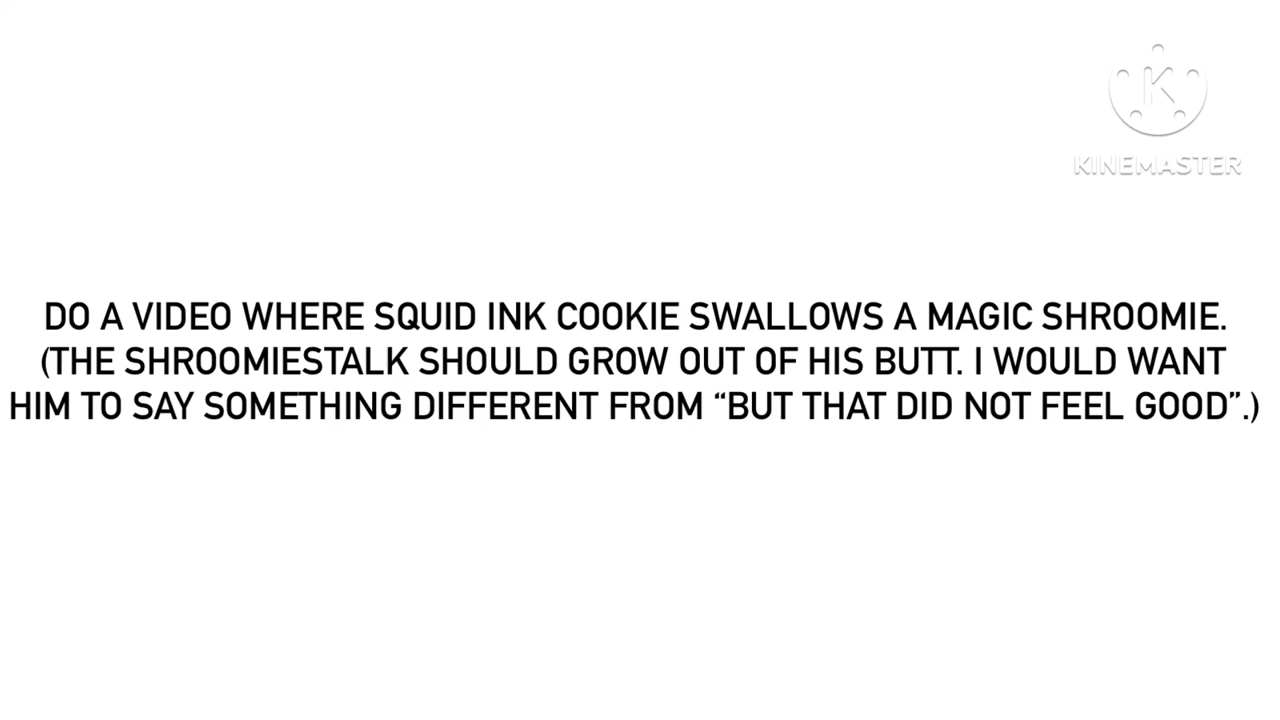 KINEMASTER
DO A VIDEO WHERE SQUID INK COOKIE SWALLOWS A MAGIC SHROOMIE.
(THE SHROOMIESTALK SHOULD GROW OUT OF HIS BUTT. I WOULD WANT
HIM TO SAY SOMETHING DIFFERENT FROM “BUT THAT DID NOT FEEL GOOD”.)